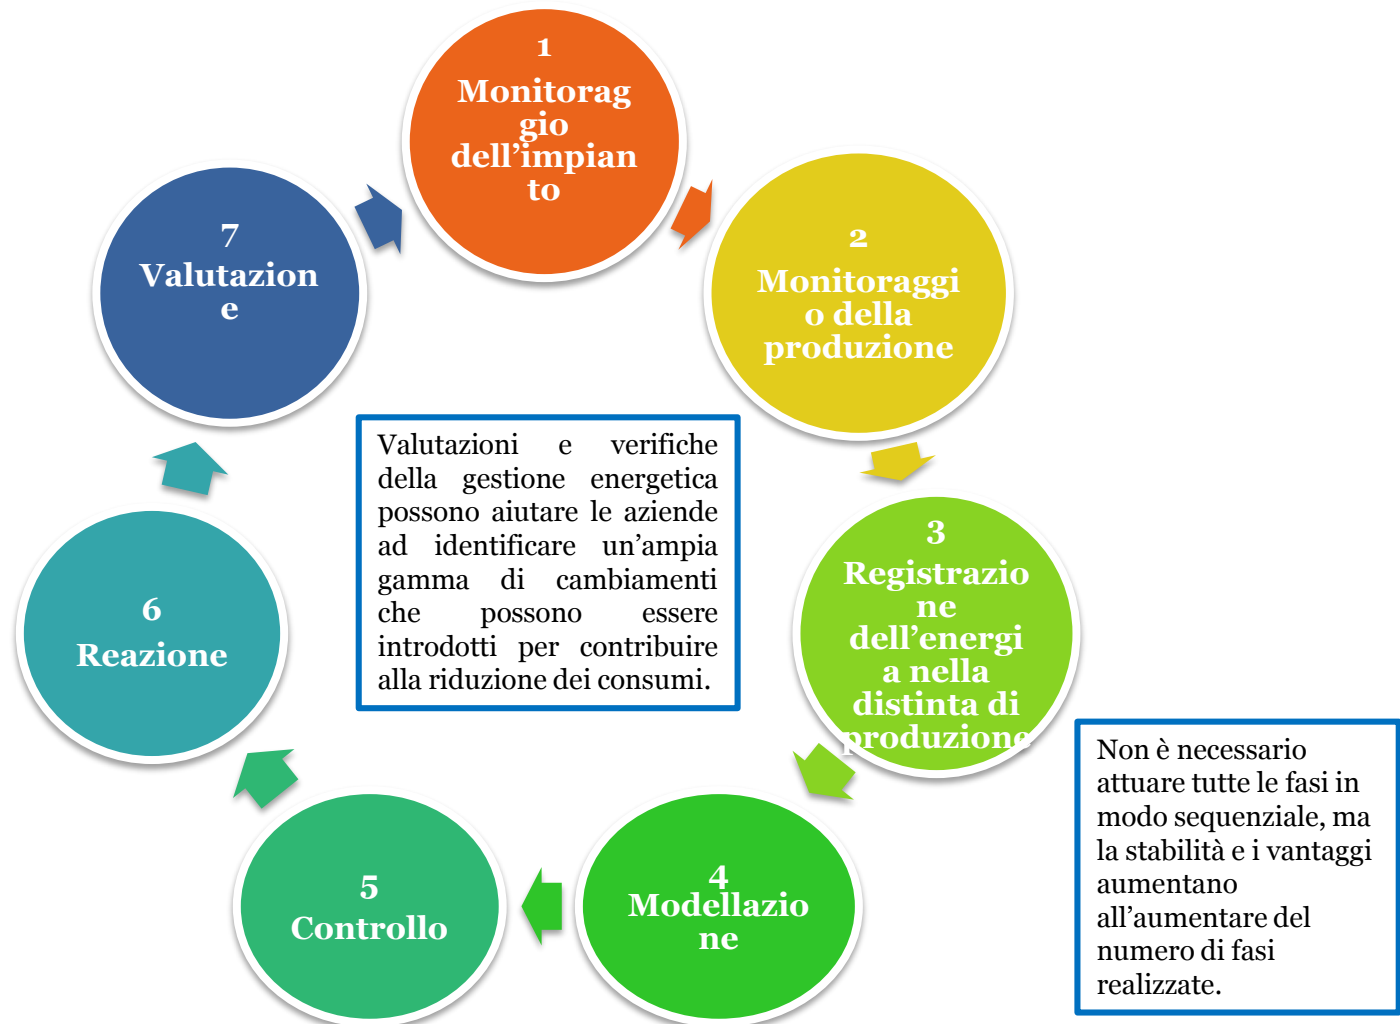 1
Monitorag
gio
dell’impian
to
2
Monitoraggi
o della
produzione
3
Registrazio
ne
dell’energi
a nella
distinta di
produzione
4
Modellazio
ne
5
Controllo
6
Reazione
7
Valutazion
e
Valutazioni e verifiche
della gestione energetica
possono aiutare le aziende
ad identificare un’ampia
gamma di cambiamenti
che possono essere
introdotti per contribuire
alla riduzione dei consumi.
Non è necessario
attuare tutte le fasi in
modo sequenziale, ma
la stabilità e i vantaggi
aumentano
all’aumentare del
numero di fasi
realizzate.